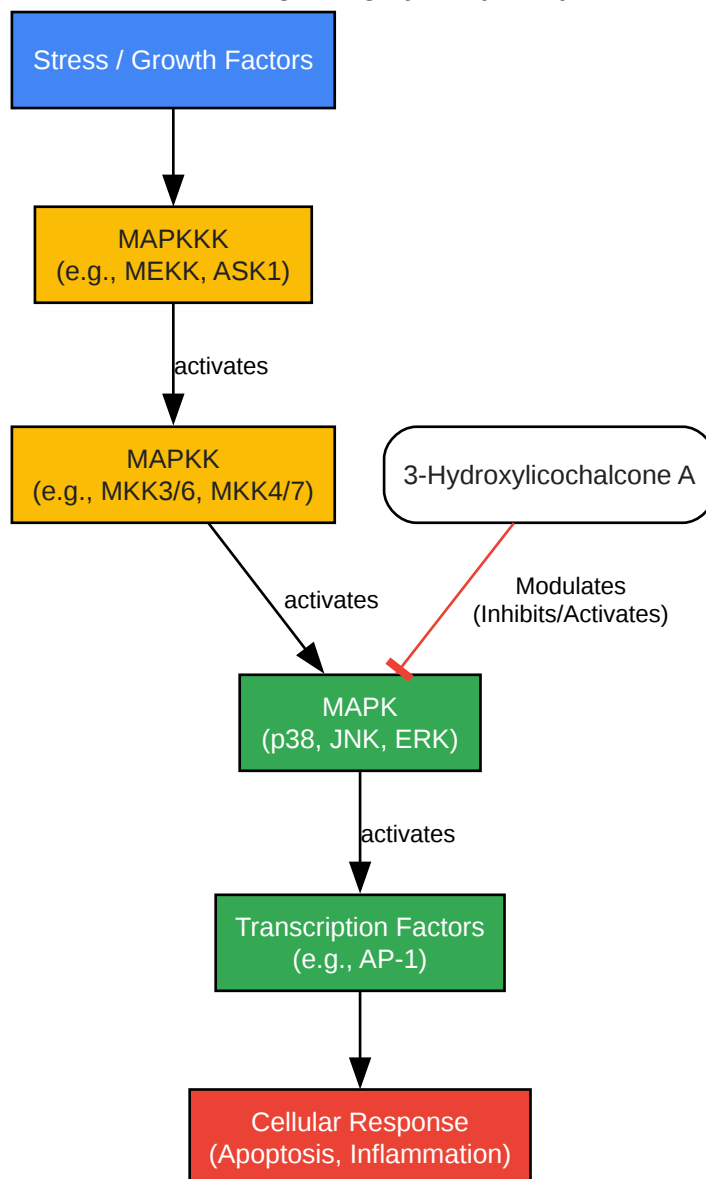 Stress / Growth Factors
MAPKKK
(e.g., MEKK, ASK1)
activates
MAPKK
(e.g., MKK3/6, MKK4/7)
3-Hydroxylicochalcone A
activates
Modulates
(Inhibits/Activates)
MAPK
(p38, JNK, ERK)
activates
Transcription Factors
(e.g., AP-1)
Cellular Response
(Apoptosis, Inflammation)